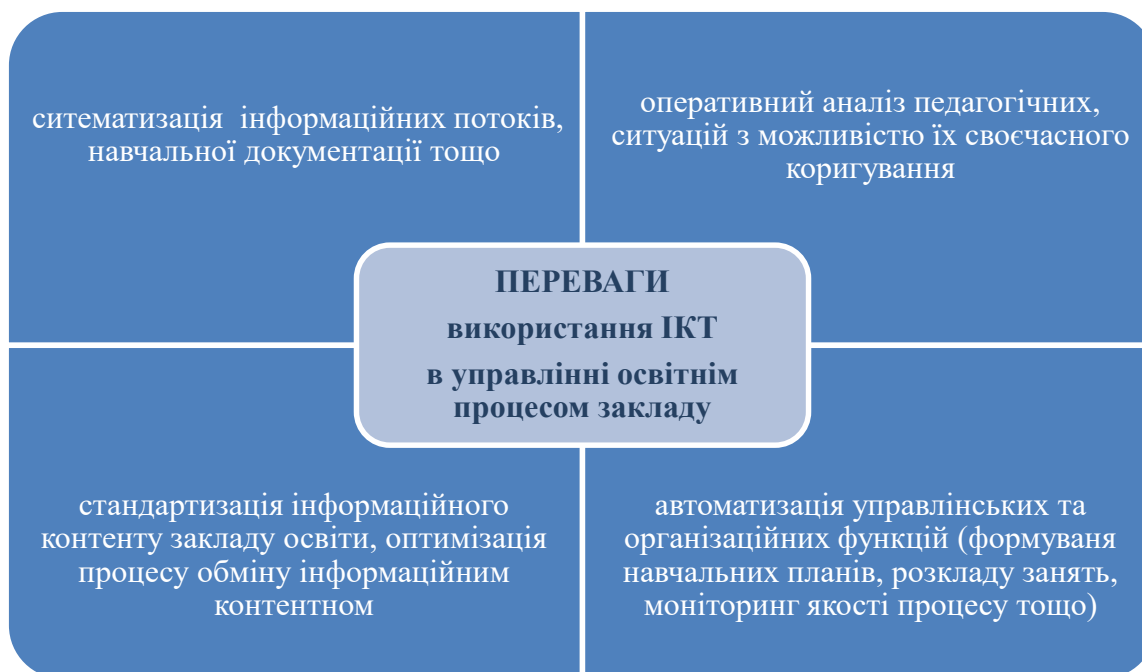 ситематизація інформаційних потоків,
навчальної документації тощо
оперативний аналіз педагогічних,
ситуацій з можливістю їх своєчасного
коригування
ПЕРЕВАГИ
використання ІКТ
в управлінні освітнім
процесом закладу
стандартизація інформаційного
контенту закладу освіти, оптимізація
процесу обміну інформаційним
контентном
автоматизація управлінських та
організаційних функцій (формуваня
навчальних планів, розкладу занять,
моніторинг якості процесу тощо)